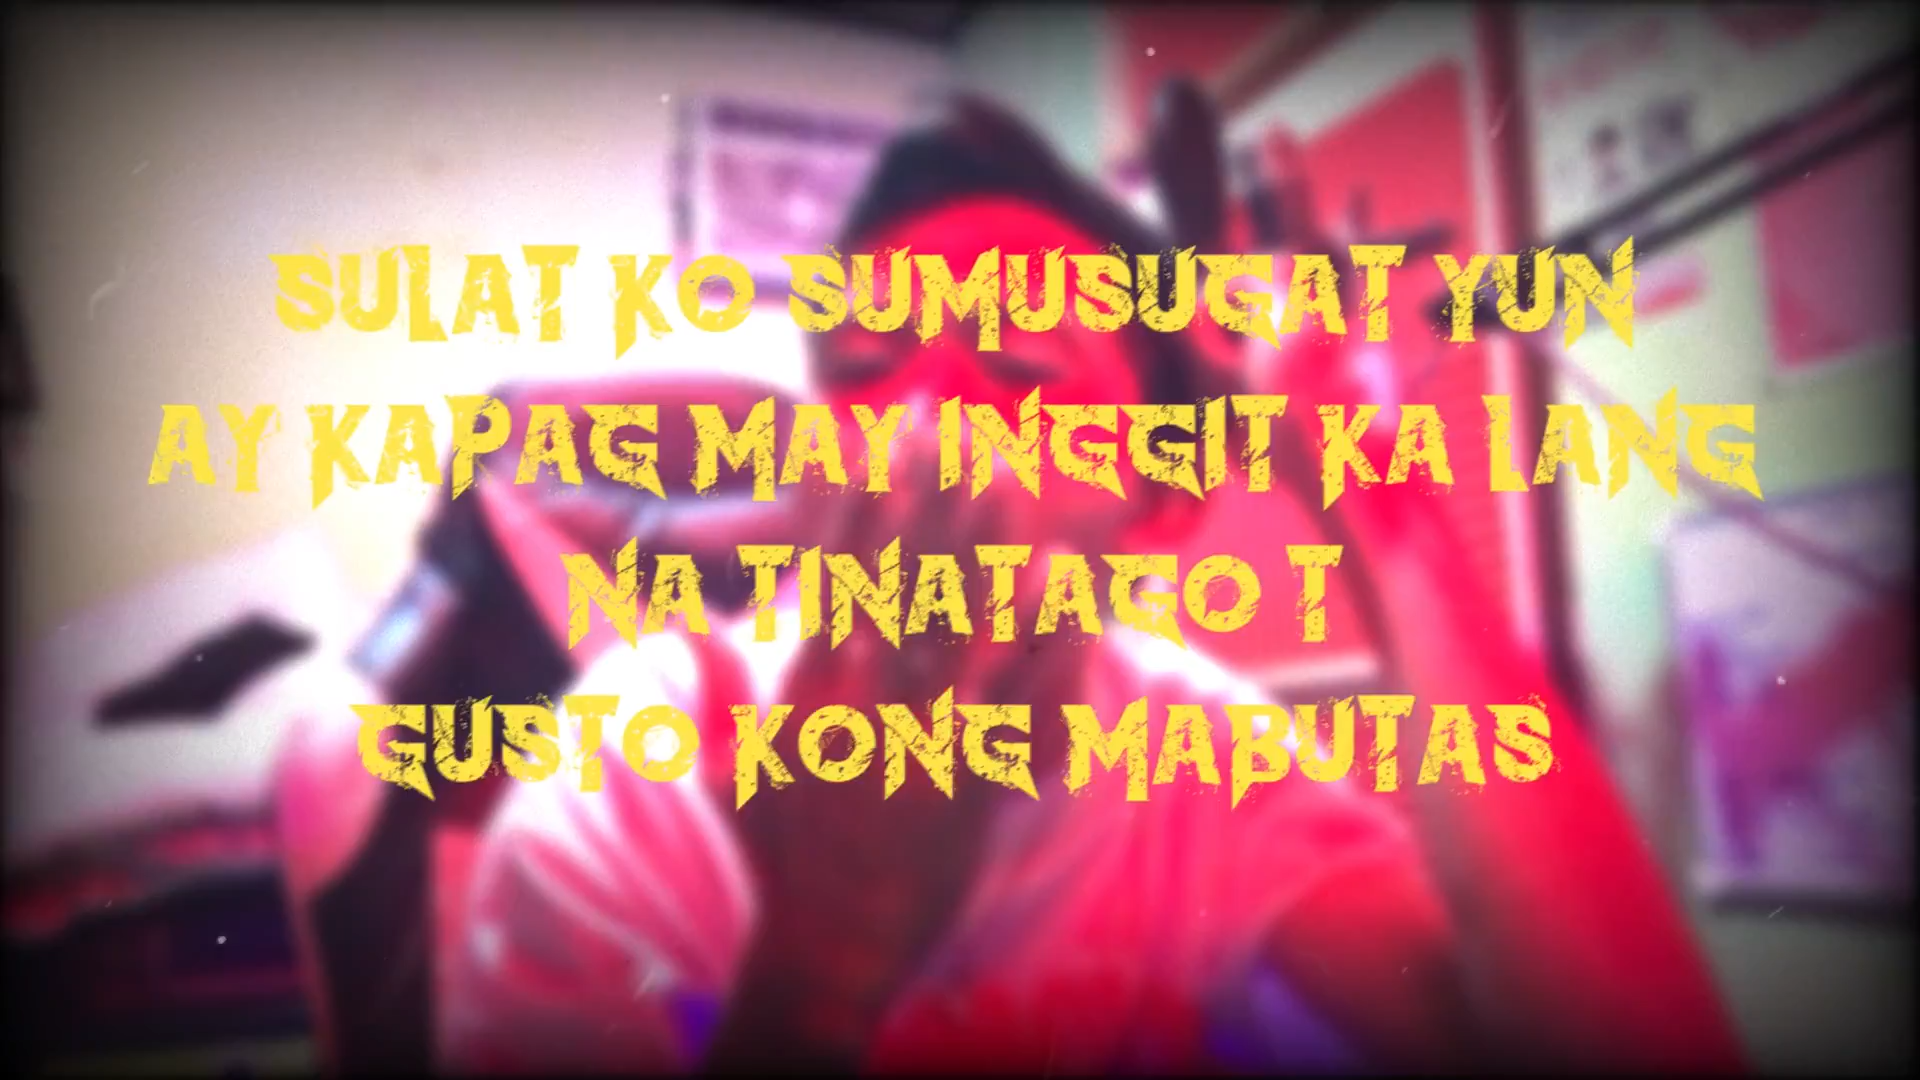 SULAT KO SUMUSUGAT YUN
AY KAPAG MAY INGGIT KA LANG
NA TINATAGO T
GUSTO KONG MABUTAS